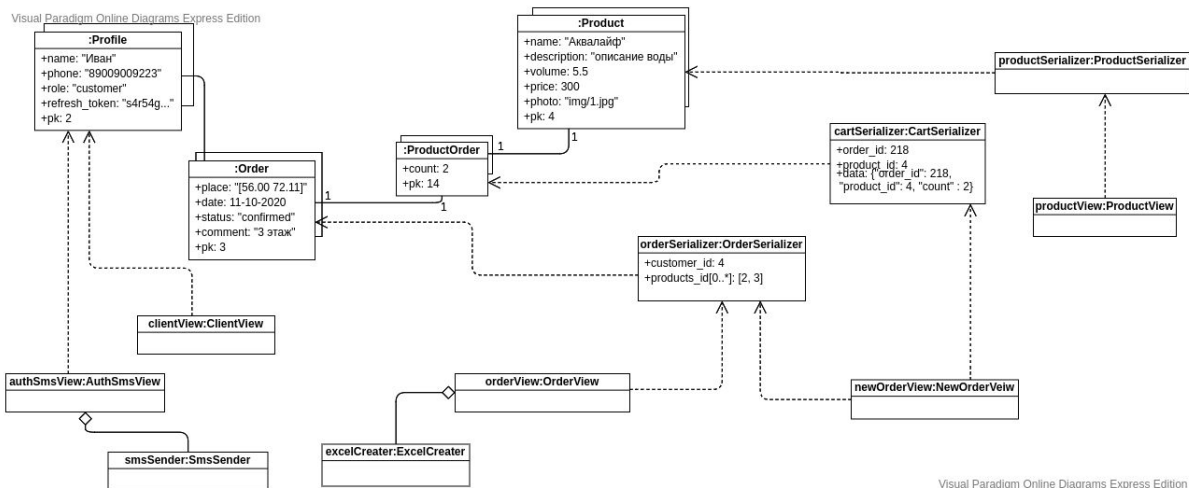 Visual Paradigm Online Diagrams Express Edition
:Profile
+name: "Иван"
+phone: "89009009223"
+role: "customer"
+refresh_token: "s4r54g..."
+pk: 2
:Product
+name: "Аквалайф"
+description: "описание воды"
+volume: 5.5
+price: 300
+photo: "img/1.jpg"
+pk: 4
1
productSerializer:ProductSerializer
cartSerializer:CartSerializer
+order_id: 218
+product_id: 4
+data: {"order_id": 218,
"product_id": 4, "count" : 2}
:ProductOrder
+count: 2
+pk: 14
1
1
:Order
+place: "[56.00 72.11]"
+date: 11-10-2020
+status: "confirmed"
+comment: "3 этаж"
+pk: 3
1
productView:ProductView
orderSerializer:OrderSerializer
+customer_id: 4
+products_id[0..*]: [2, 3]
clientView:ClientView
authSmsView:AuthSmsView
orderView:OrderView
newOrderView:NewOrderVeiw
smsSender:SmsSender
excelCreater:ExcelCreater
Visual Paradigm Online Diagrams Express Edition